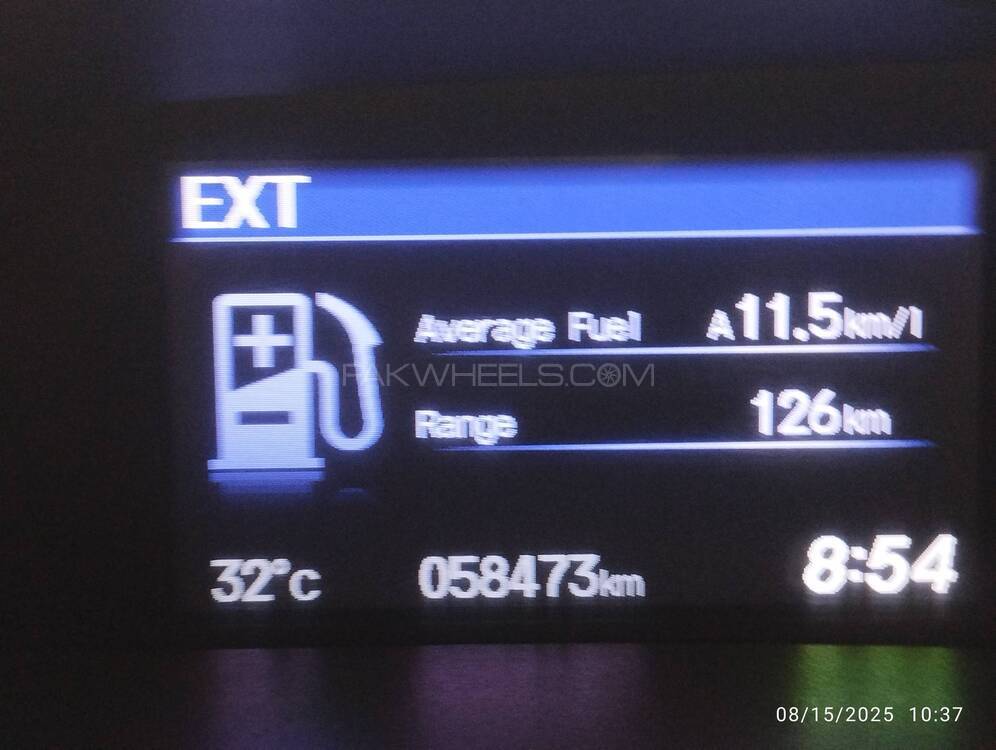 EXT
Average Fuel A11.5km/l
PAKWHEELS.COM
Range 126km
32°c 058473km 8:54
08/15/2025 10:37